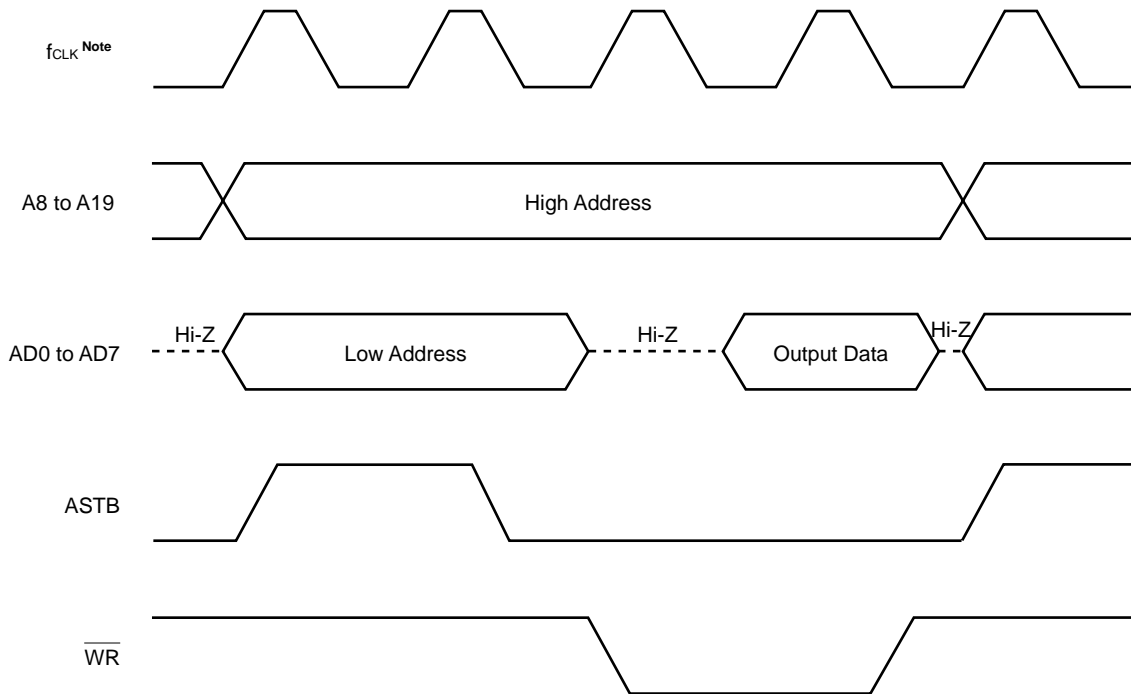 fCLK Note
A8 to A19
High Address
AD0 to AD7
Hi-Z
Low Address
Hi-Z
Output Data
Hi-Z
ASTB
WR